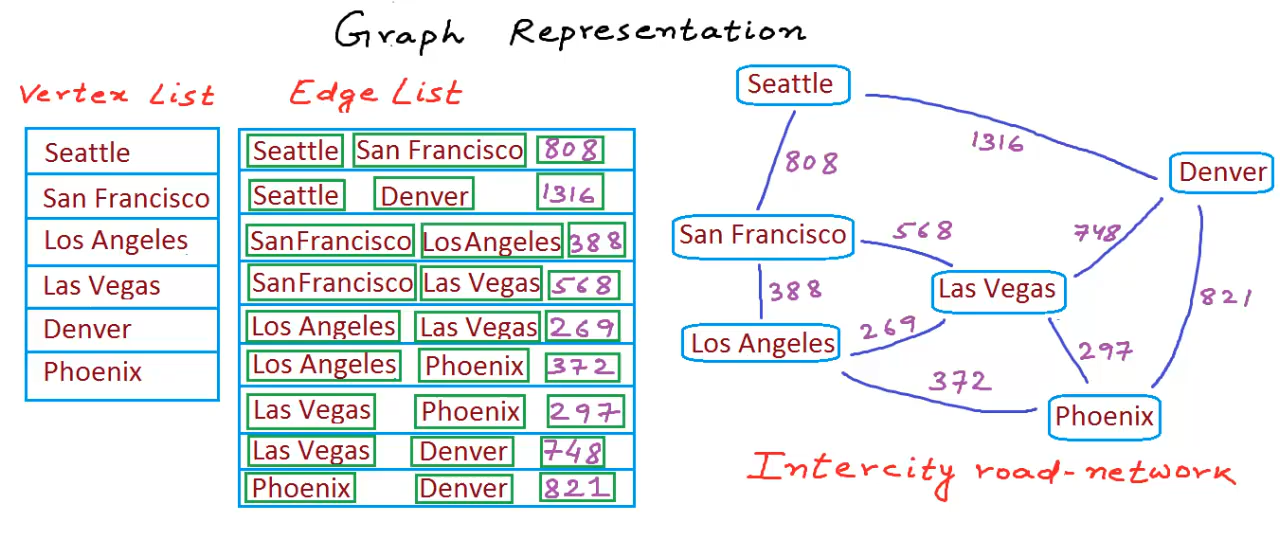 Graph Representation
Vertex List
Seattle
San Francisco
Los Angeles
Las Vegas
Denver
Phoenix
Edge List
Seattle San Francisco 808
Seattle Denver 1316
SanFrancisco LosAngeles 388
SanFrancisco Las Vegas 568
Los Angeles Las Vegas 269
Los Angeles Phoenix 372
Las Vegas Phoenix 297
Las Vegas Denver 748
Phoenix Denver 821
Seattle
1316
808
Denver
San Francisco
568
748
388
Las Vegas
821
269
Los Angeles
297
372
Phoenix
Intercity road-network